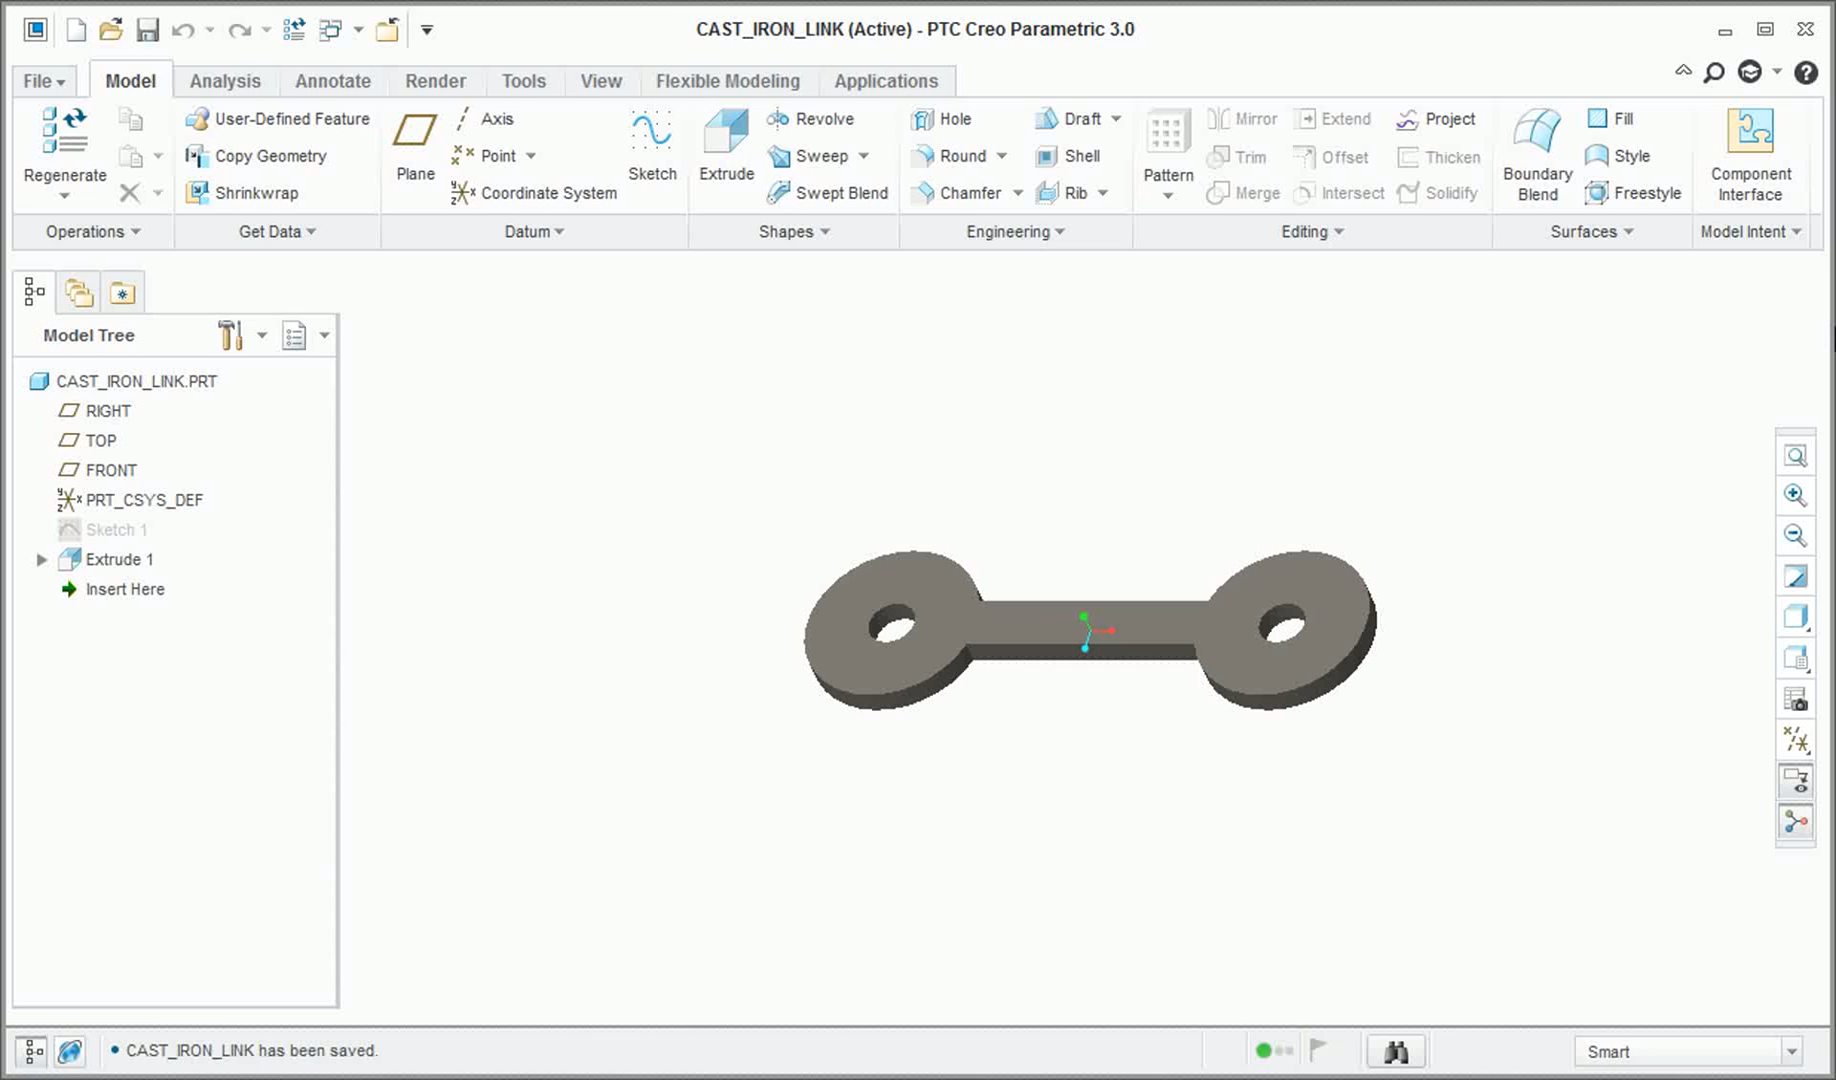 CAST_IRON_LINK (Active) - PTC Creo Parametric 3.0
File
Model
Analysis
Annotate
Render
Tools
View
Flexible Modeling
Applications
Regenerate
User-Defined Feature
Copy Geometry
Shrinkwrap
Plane
Axis
Point
Coordinate System
Sketch
Extrude
Revolve
Sweep
Swept Blend
Hole
Round
Chamfer
Draft
Shell
Rib
Pattern
Mirror
Trim
Merge
Extend
Offset
Intersect
Project
Thicken
Solidify
Boundary
Blend
Fill
Style
Freestyle
Component
Interface
Operations
Get Data
Datum
Shapes
Engineering
Editing
Surfaces
Model Intent
Model Tree
CAST_IRON_LINK.PRT
RIGHT
TOP
FRONT
PRT_CSYS_DEF
Sketch 1
Extrude 1
Insert Here
CAST_IRON_LINK has been saved.
Smart